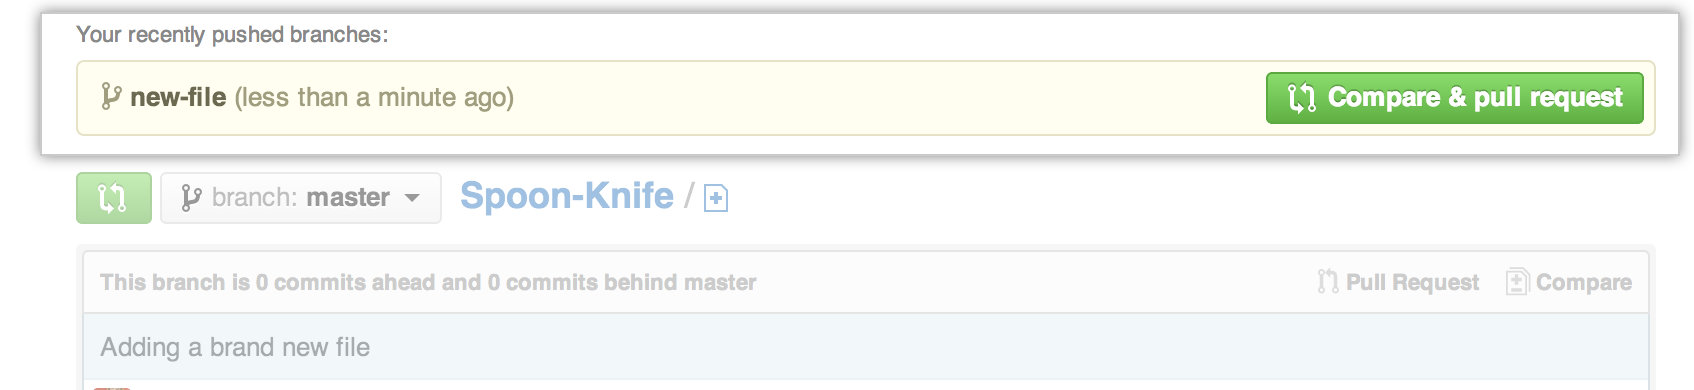 Your recently pushed branches:
new-file (less than a minute ago) Compare & pull request
branch: master Spoon-Knife /
This branch is 0 commits ahead and 0 commits behind master Pull Request Compare
Adding a brand new file